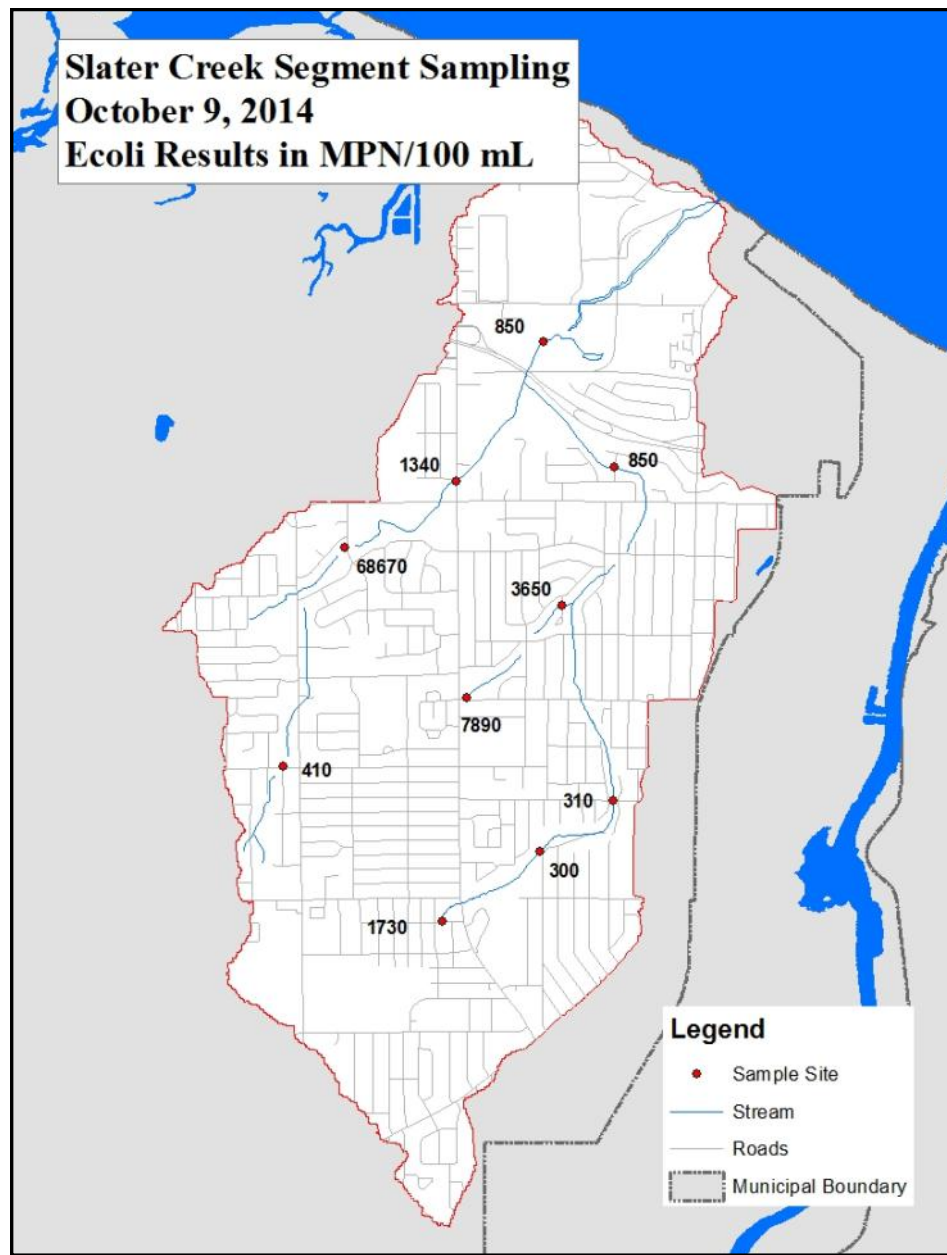 Slater Creek Segment Sampling
October 9, 2014
Ecoli Results in MPN/100 mL
850
1340
850
68670
3650
7890
410
310
300
1730
Legend
Sample Site
Stream
Roads
Municipal Boundary